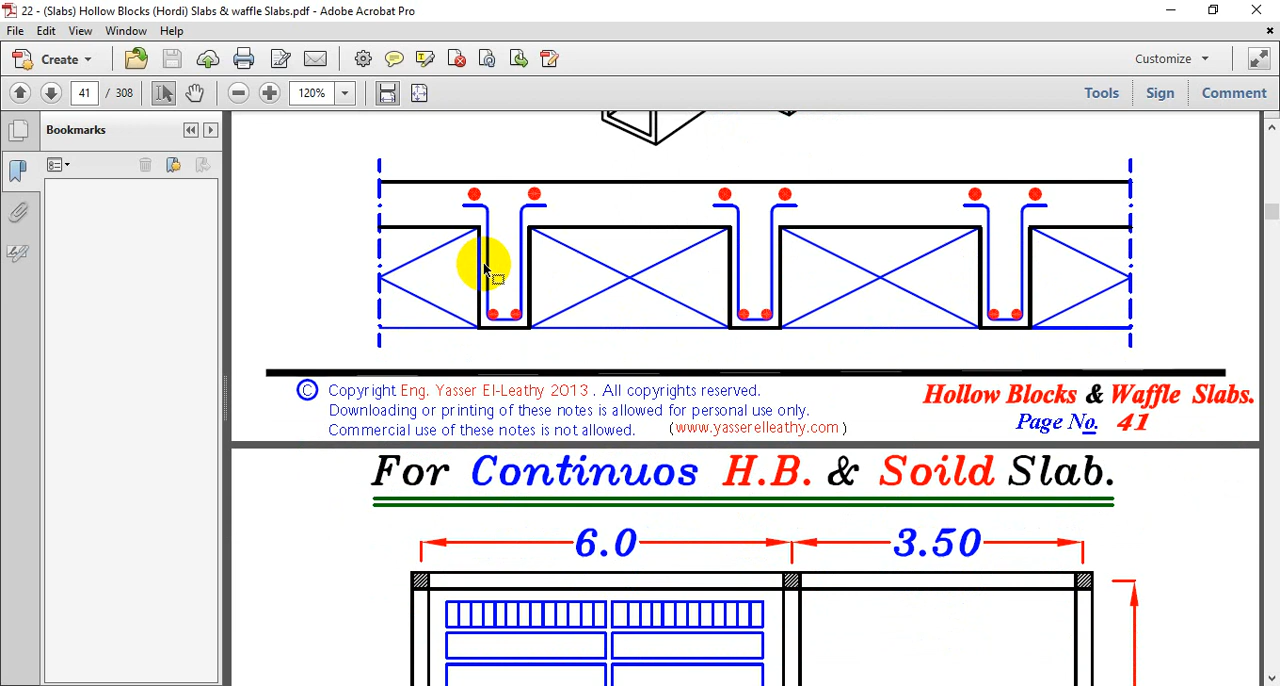 22 - (Slabs) Hollow Blocks (Hordi) Slabs & waffle Slabs.pdf - Adobe Acrobat Pro
File Edit View Window Help
Create Customize
41 / 308 120% Tools Sign Comment
Bookmarks
© Copyright Eng. Yasser El-Leathy 2013 . All copyrights reserved.
Downloading or printing of these notes is allowed for personal use only.
Commercial use of these notes is not allowed. (www.yasserelleathy.com)
Hollow Blocks & Waffle Slabs.
Page No. 41
For Continuos H.B. & Soild Slab.
6.0 3.50